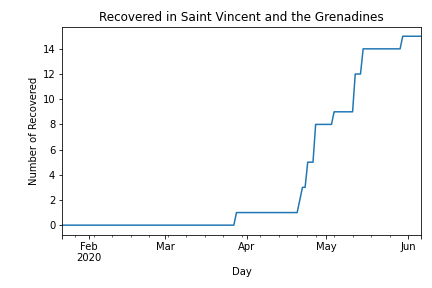 Recovered in Saint Vincent and the Grenadines
Number of Recovered
14
12
10
8
6
4
2
0
Feb Mar Apr May Jun
2020
Day